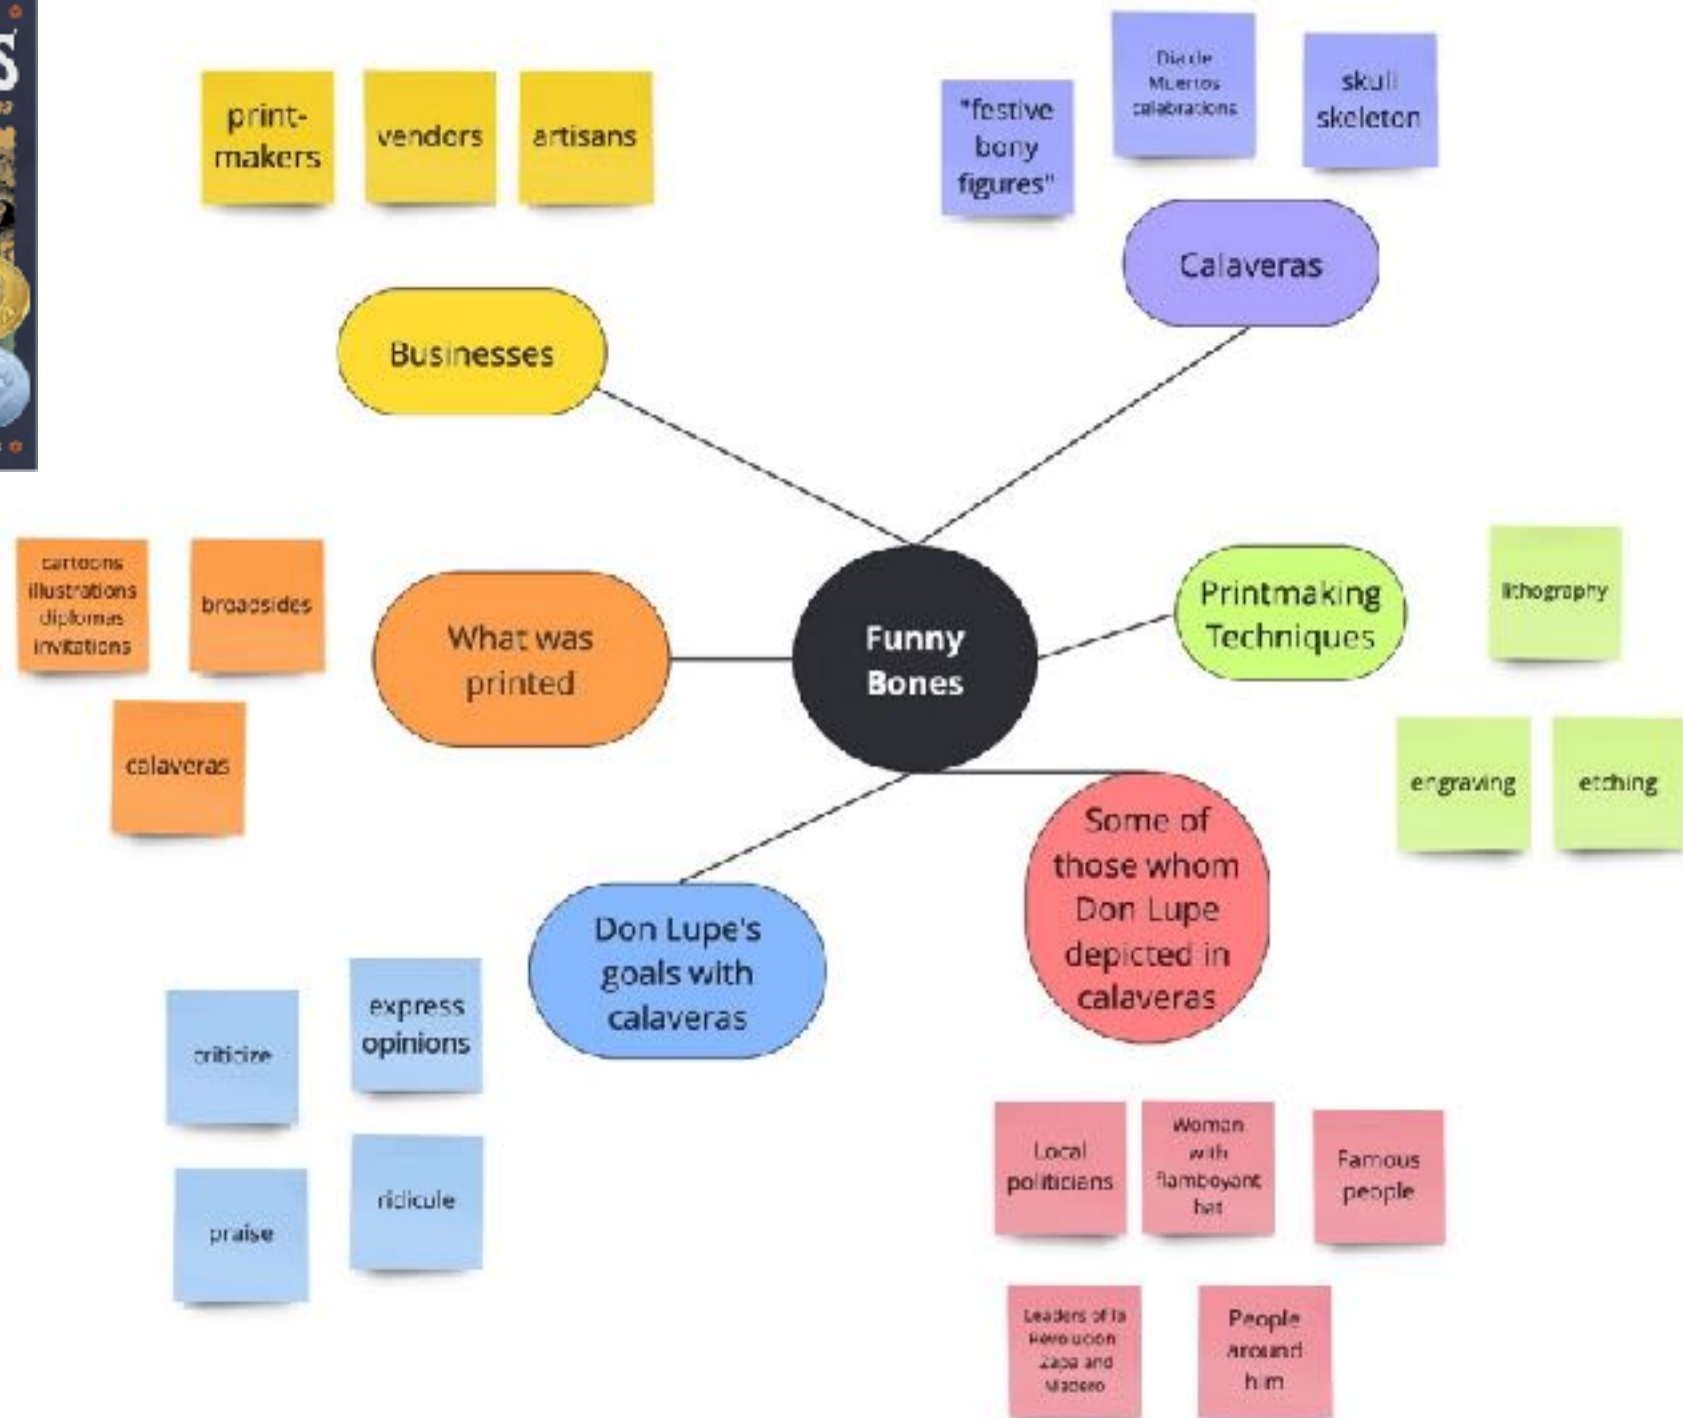 S
print-
makers
vendors
artisans
Businesses
"festive
bony
figures"
Dia de
Muertos
celebrations
skull
skeleton
Calaveras
cartoons
illustrations
diplomas
invitations
broadsides
calaveras
What was
printed
Funny
Bones
Printmaking
Techniques
lithography
engraving
etching
Don Lupe's
goals with
calaveras
criticize
express
opinions
praise
ridicule
Some of
those whom
Don Lupe
depicted in
calaveras
Local
politicians
Woman
with
flamboyant
hat
Famous
people
Leaders of la
Revolucion
Zapa and
Madero
People
around
him